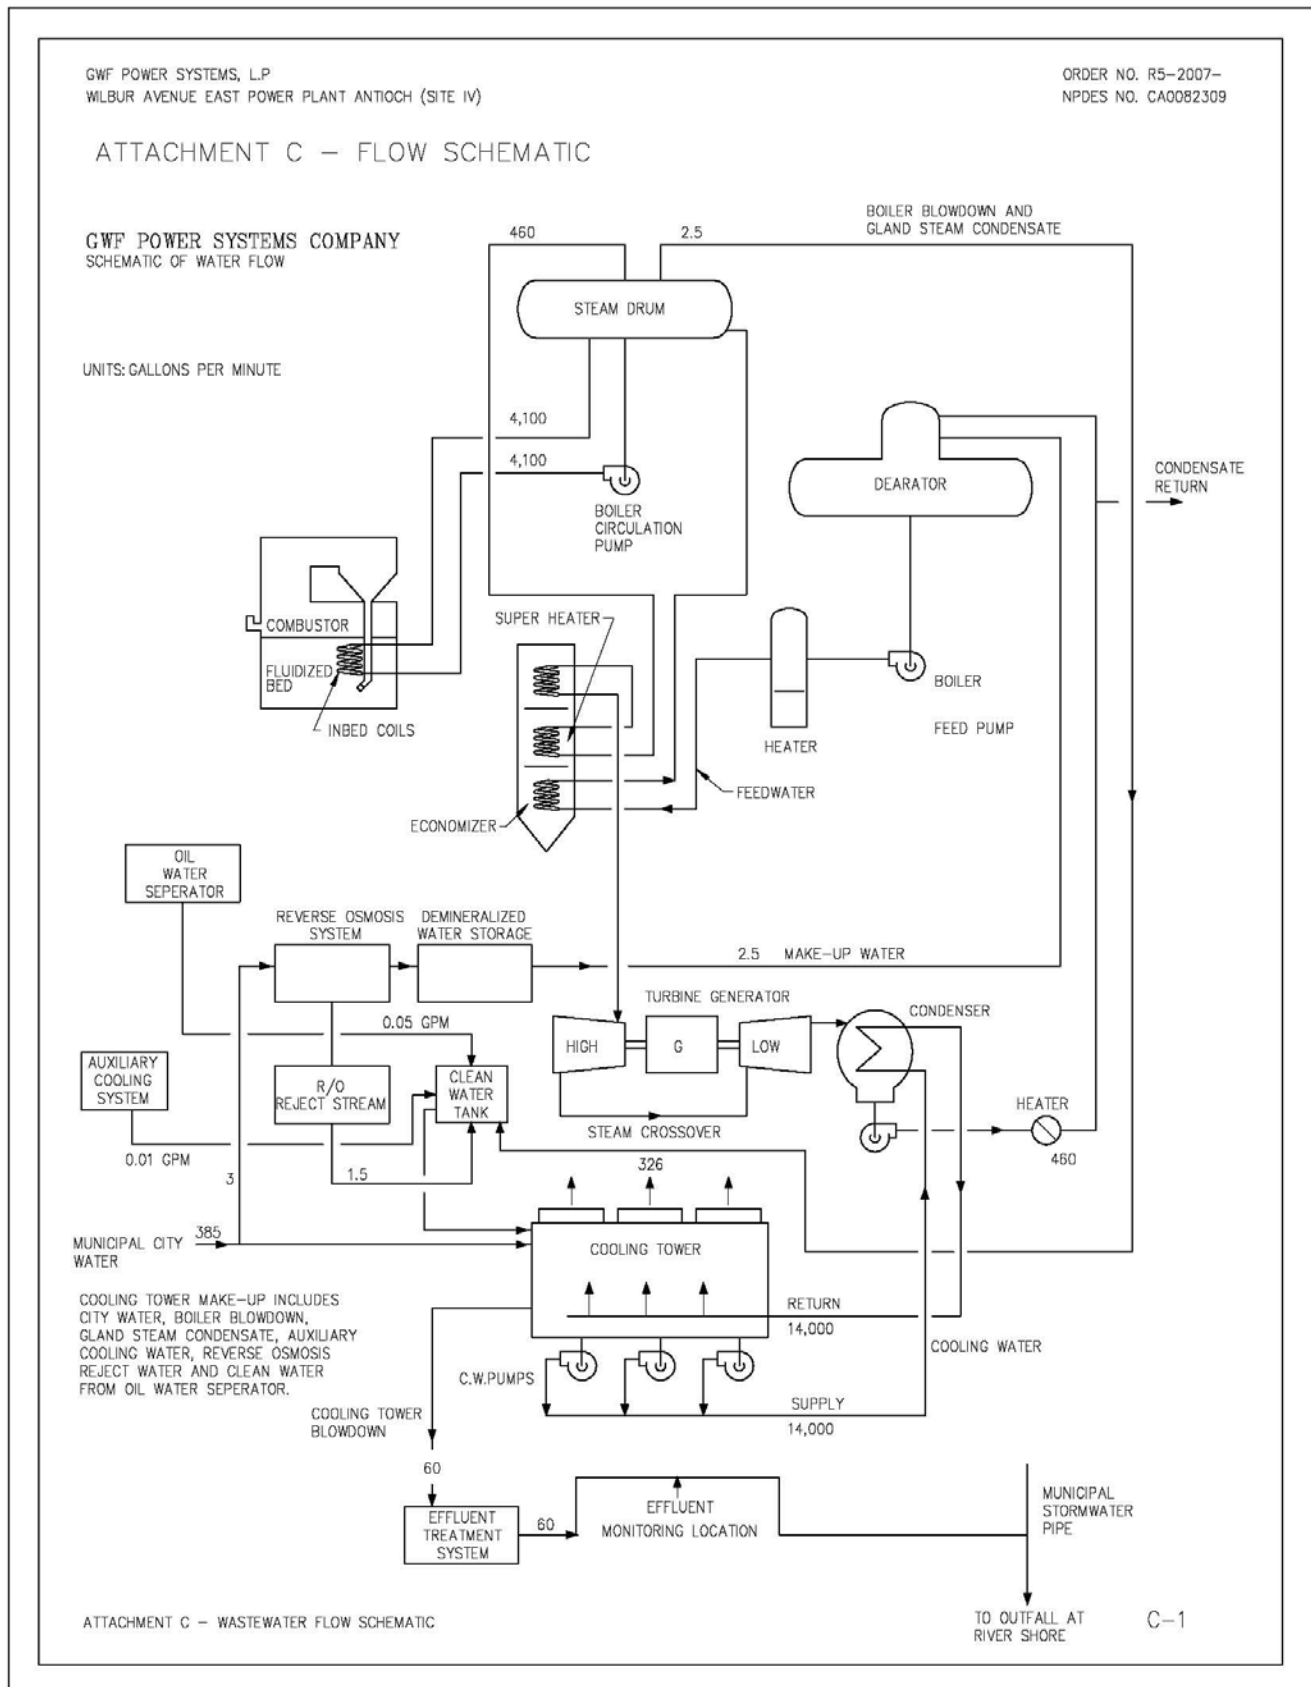 GWF POWER SYSTEMS, L.P
WILBUR AVENUE EAST POWER PLANT ANTIOCH (SITE IV)
ORDER NO. R5-2007-
NPDES NO. CA0082309
ATTACHMENT C - FLOW SCHEMATIC
GWF POWER SYSTEMS COMPANY
SCHEMATIC OF WATER FLOW
460
2.5
BOILER BLOWDOWN AND
GLAND STEAM CONDENSATE
STEAM DRUM
UNITS: GALLONS PER MINUTE
4,100
4,100
BOILER
CIRCULATION
PUMP
DEARATOR
CONDENSATE
RETURN
COMBUSTOR
FLUIDIZED
BED
INBED COILS
SUPER HEATER
HEATER
BOILER
FEED PUMP
FEEDWATER
ECONOMIZER
OIL
WATER
SEPERATOR
REVERSE OSMOSIS
SYSTEM
DEMINERALIZED
WATER STORAGE
2.5 MAKE-UP WATER
TURBINE GENERATOR
CONDENSER
0.05 GPM
HIGH
G
LOW
AUXILIARY
COOLING
SYSTEM
R/O
REJECT STREAM
CLEAN
WATER
TANK
STEAM CROSSOVER
HEATER
460
0.01 GPM
3
1.5
326
385
MUNICIPAL CITY
WATER
COOLING TOWER
COOLING TOWER MAKE-UP INCLUDES
CITY WATER, BOILER BLOWDOWN,
GLAND STEAM CONDENSATE, AUXILIARY
COOLING WATER, REVERSE OSMOSIS
REJECT WATER AND CLEAN WATER
FROM OIL WATER SEPERATOR.
RETURN
14,000
COOLING WATER
C.W.PUMPS
SUPPLY
14,000
COOLING TOWER
BLOWDOWN
60
EFFLUENT
TREATMENT
SYSTEM
60
EFFLUENT
MONITORING LOCATION
MUNICIPAL
STORMWATER
PIPE
TO OUTFALL AT
RIVER SHORE
ATTACHMENT C - WASTEWATER FLOW SCHEMATIC
C-1